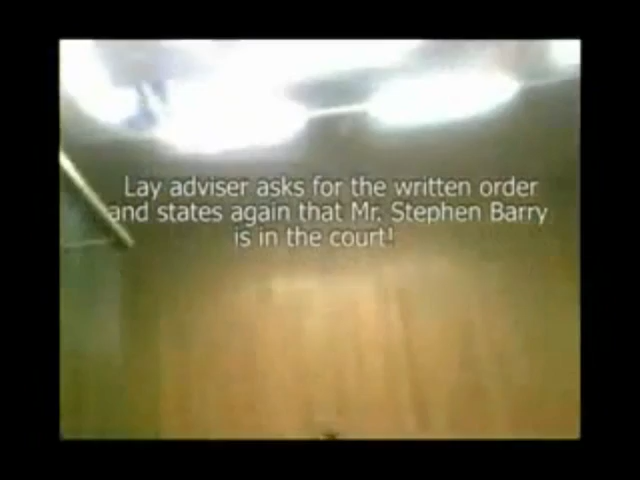 Lay adviser asks for the written order
and states again that Mr. Stephen Barry
is in the court!